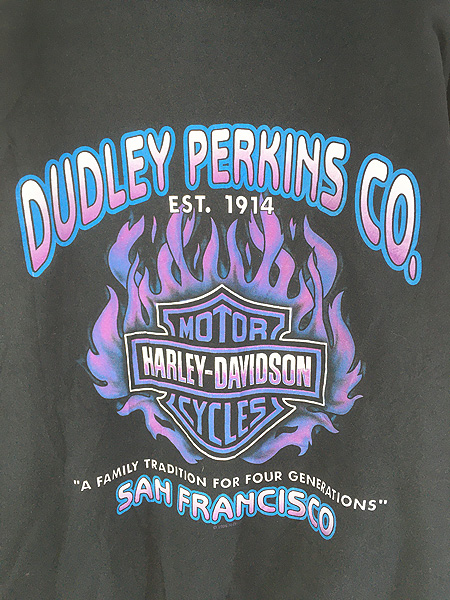 DUDLEY PERKINS CO.
EST. 1914
MOTOR
HARLEY-DAVIDSON
CYCLES
"A FAMILY TRADITION FOR FOUR GENERATIONS"
SAN FRANCISCO